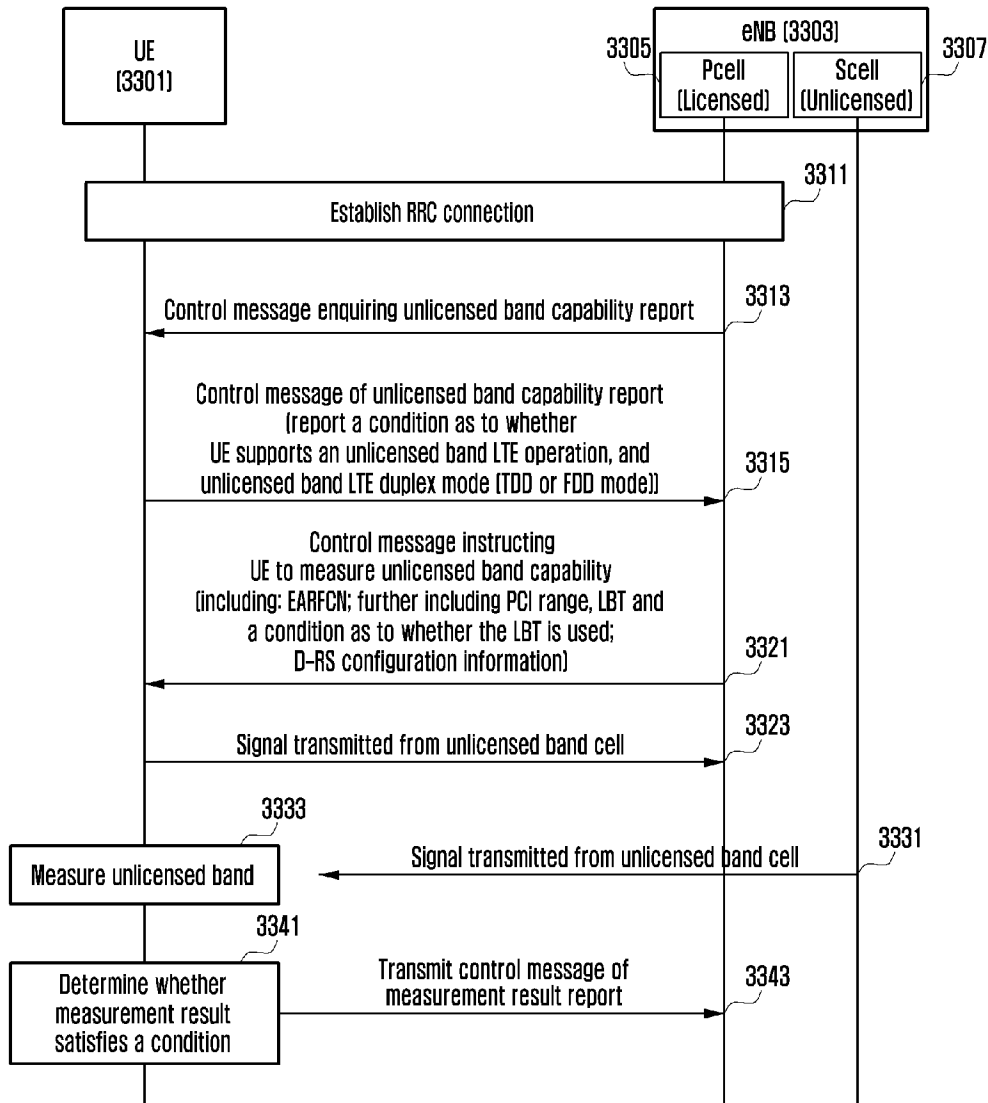 UE
(3301)
eNB (3303)
3305
Pcell
(Licensed)
Scell
(Unlicensed)
3307
3311
Establish RRC connection
3313
Control message enquiring unlicensed band capability report
Control message of unlicensed band capability report
(report a condition as to whether
UE supports an unlicensed band LTE operation, and
unlicensed band LTE duplex mode (TDD or FDD mode))
3315
Control message instructing
UE to measure unlicensed band capability
(including: EARFCN; further including PCI range, LBT and
a condition as to whether the LBT is used;
D-RS configuration information)
3321
3323
Signal transmitted from unlicensed band cell
3333
Measure unlicensed band
3331
Signal transmitted from unlicensed band cell
3341
Determine whether
measurement result
satisfies a condition
Transmit control message of
measurement result report
3343